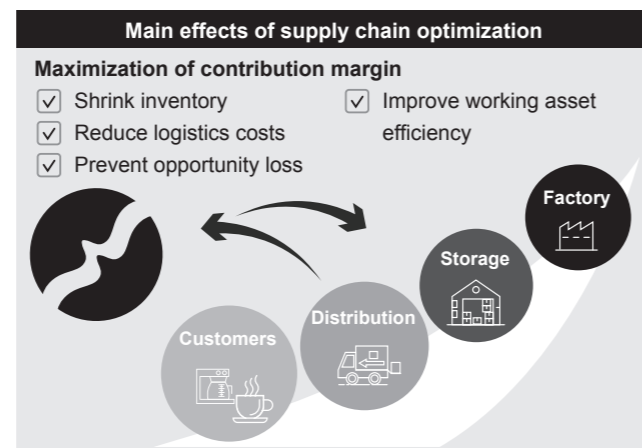 Main effects of supply chain optimization
Maximization of contribution margin
Shrink inventory
Reduce logistics costs
Prevent opportunity loss
Improve working asset
efficiency
Factory
Storage
Distribution
Customers